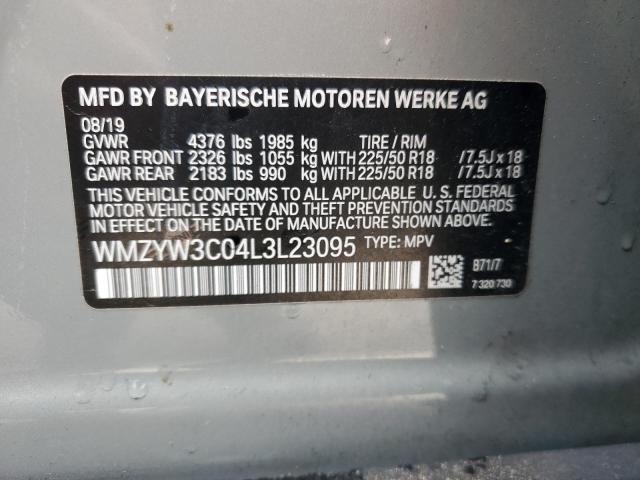 MFD BY BAYERISCHE MOTOREN WERKE AG
08/19
GVWR 4376 lbs 1985 kg TIRE / RIM
GAWR FRONT 2326 lbs 1055 kg WITH 225/50 R18 / 7.5J x 18
GAWR REAR 2183 lbs 990 kg WITH 225/50 R18 / 7.5J x 18
THIS VEHICLE CONFORMS TO ALL APPLICABLE U. S. FEDERAL
MOTOR VEHICLE SAFETY AND THEFT PREVENTION STANDARDS
IN EFFECT ON THE DATE OF MANUFACTURE SHOWN ABOVE.
WMZYW3C04L3L23095 TYPE: MPV
B71/7
7 320 730